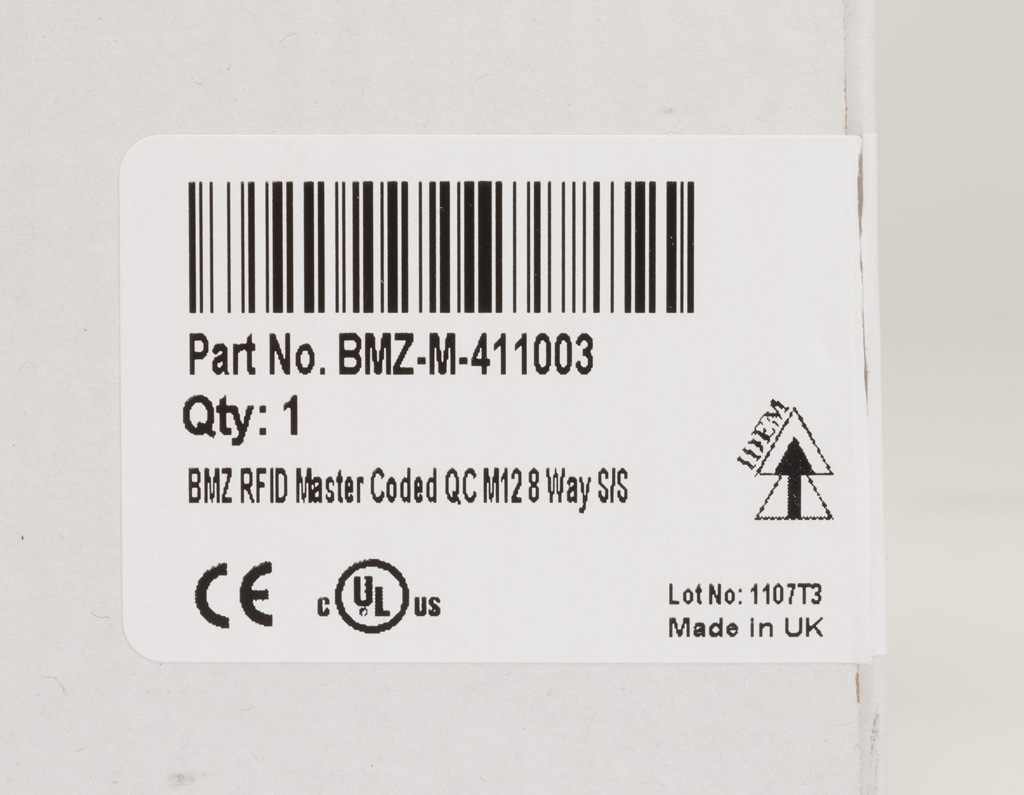 Part No. BMZ-M-411003
Qty: 1
BMZ RFID Master Coded QC M12 8 Way S/S
IDEM
CE
c UL us
Lot No: 1107T3
Made in UK